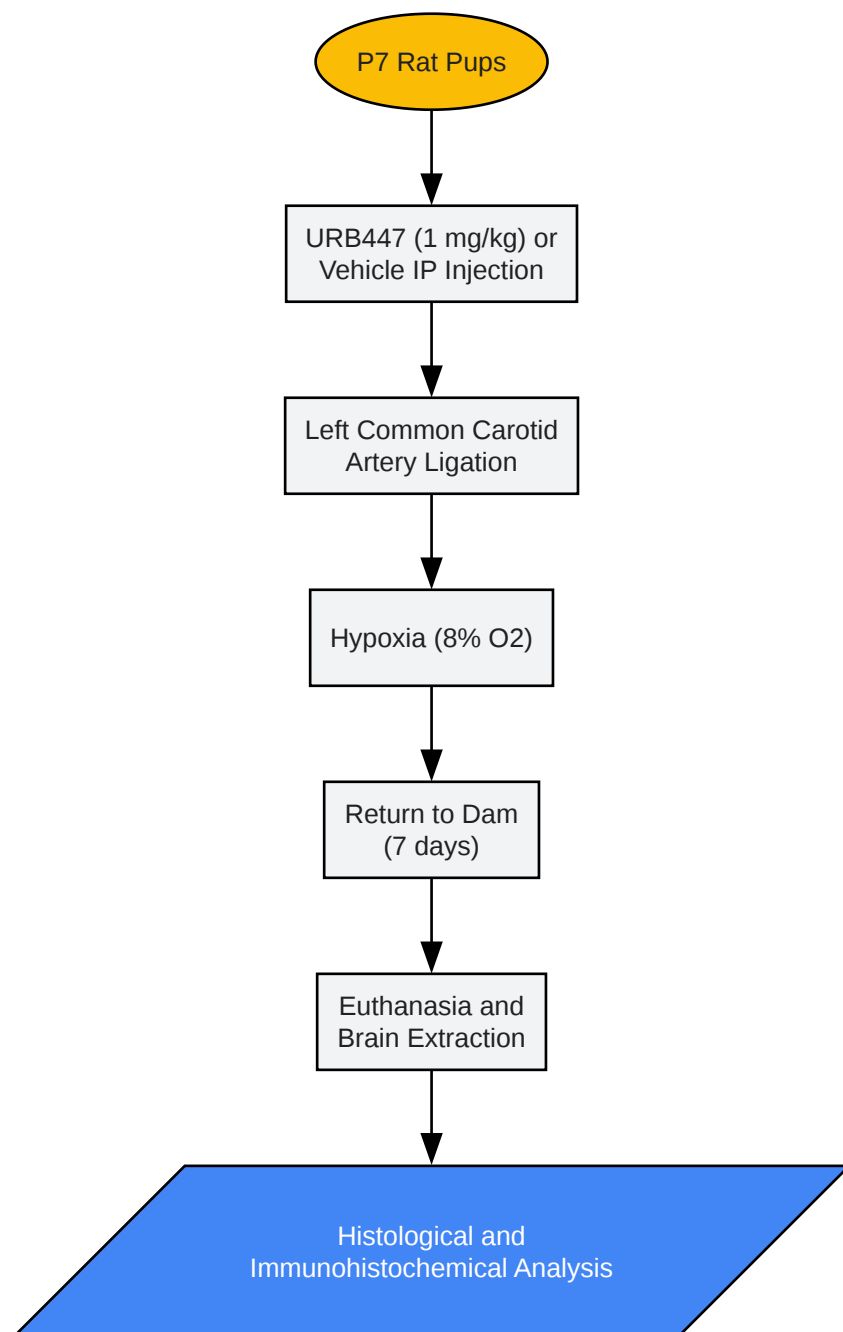 P7 Rat Pups
URB447 (1 mg/kg) or
Vehicle IP Injection
Left Common Carotid
Artery Ligation
Hypoxia (8% O2)
Return to Dam
(7 days)
Euthanasia and
Brain Extraction
Histological and
Immunohistochemical Analysis